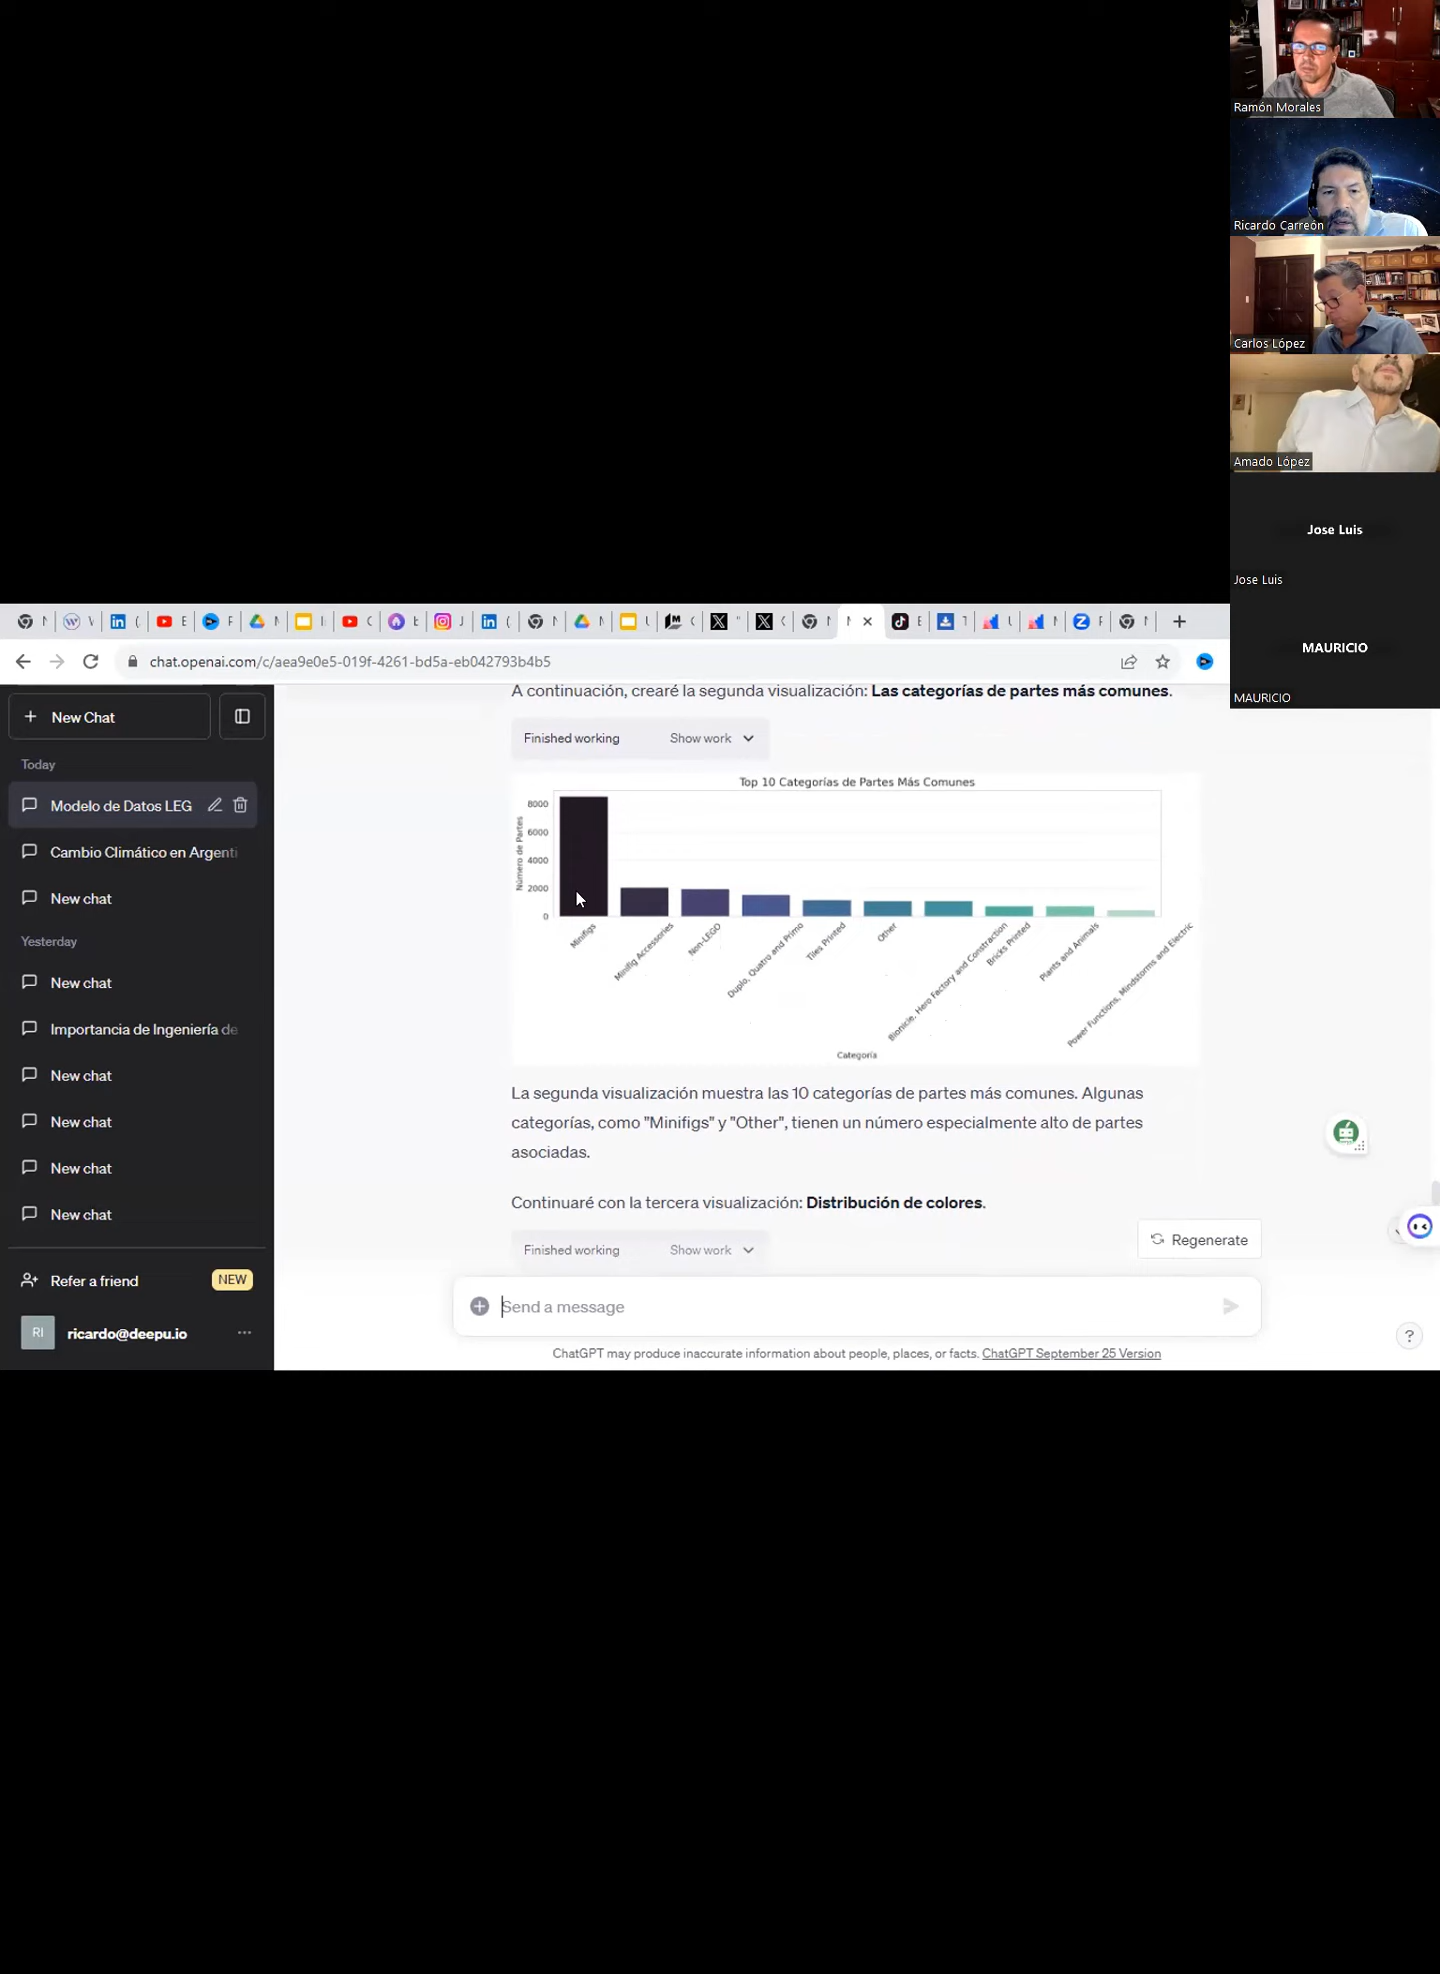 Ramón Morales
Ricardo Carreón
Carlos López
Amado López
Jose Luis
Jose Luis
MAURICIO
MAURICIO
chat.openai.com/c/aea9e0e5-019f-4261-bd5a-eb042793b4b5
New Chat
Today
Modelo de Datos LEG
Cambio Climático en Argenti
New chat
Yesterday
New chat
Importancia de Ingeniería de
New chat
New chat
New chat
New chat
Refer a friend
NEW
RI
ricardo@deepu.io
A continuación, crearé la segunda visualización: Las categorías de partes más comunes.
Finished working
Show work
Top 10 Categorías de Partes Más Comunes
Número de Partes
8000
6000
4000
2000
0
Minifigs
Minifig Accessories
Non-LEGO
Duplo, Quatro and Primo
Tiles Printed
Other
Bionicle, Hero Factory and Constraction
Bricks Printed
Plants and Animals
Power Functions, Mindstorms and Electric
Categoría
La segunda visualización muestra las 10 categorías de partes más comunes. Algunas
categorías, como "Minifigs" y "Other", tienen un número especialmente alto de partes
asociadas.
Continuaré con la tercera visualización: Distribución de colores.
Finished working
Show work
Regenerate
Send a message
ChatGPT may produce inaccurate information about people, places, or facts. ChatGPT September 25 Version
?